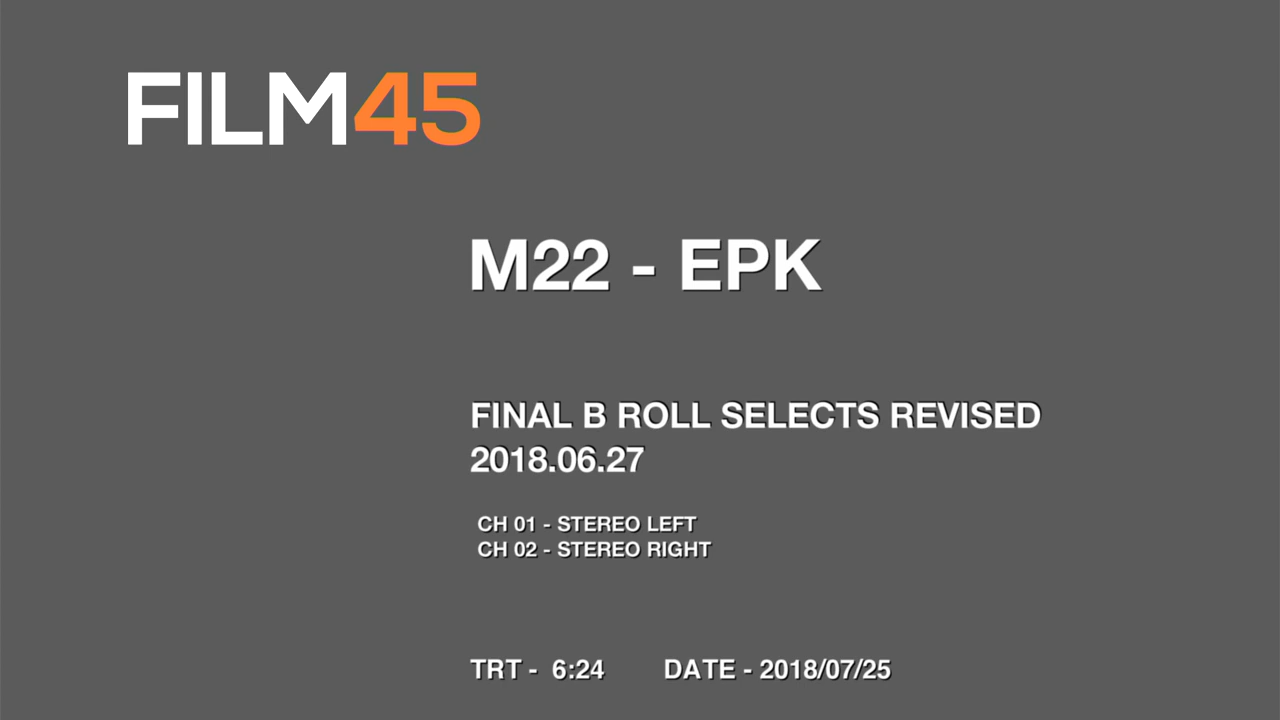 FILM45
M22 - EPK
FINAL B ROLL SELECTS REVISED
2018.06.27
CH 01 - STEREO LEFT
CH 02 - STEREO RIGHT
TRT - 6:24 DATE - 2018/07/25